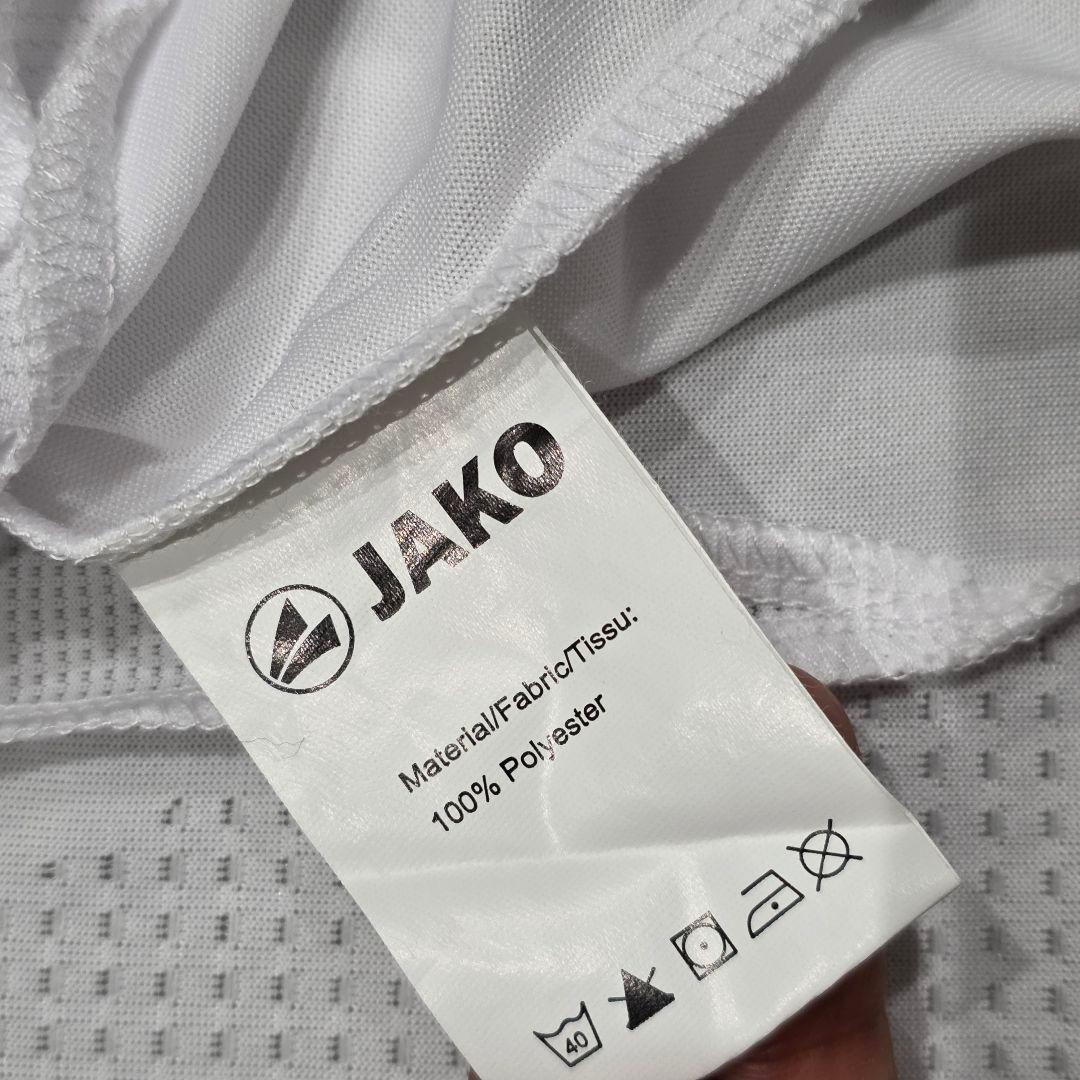 JAKO
Material/Fabric/Tissu:
100% Polyester
40